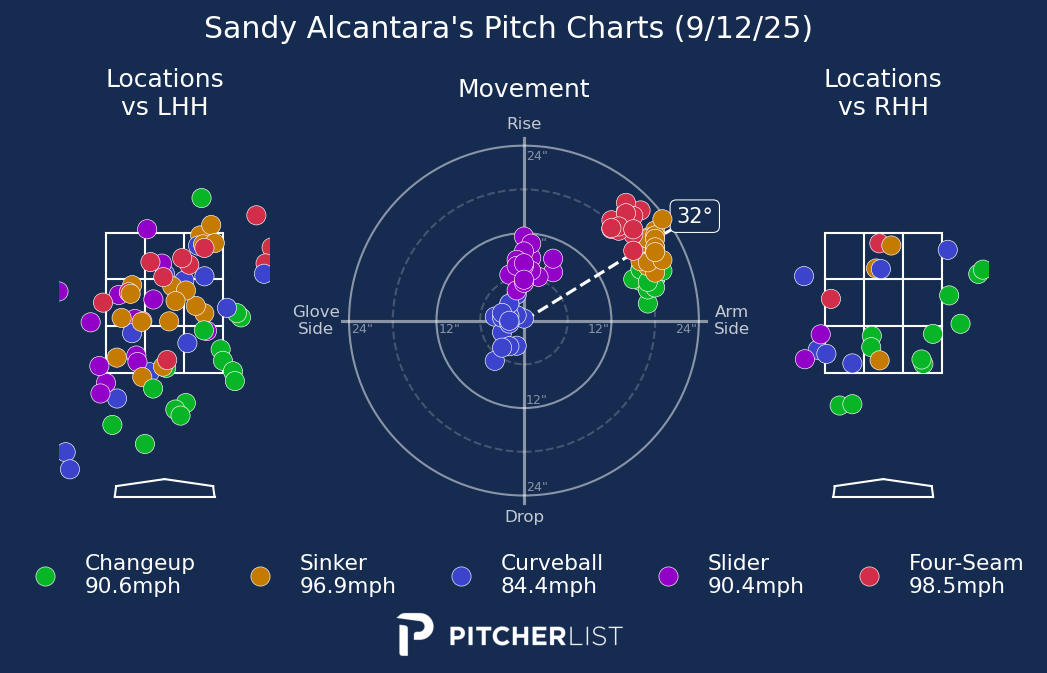 Sandy Alcantara's Pitch Charts (9/12/25)
Locations
vs LHH
Movement
Locations
vs RHH
Rise
24"
32°
Glove
Side
24"
12"
12"
24"
Arm
Side
12"
24"
Drop
Changeup
90.6mph
Sinker
96.9mph
Curveball
84.4mph
Slider
90.4mph
Four-Seam
98.5mph
PITCHERLIST